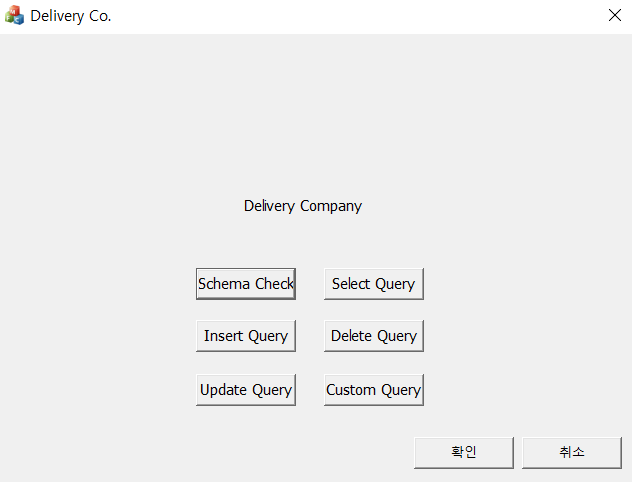 Delivery Co.
Delivery Company
Schema Check Select Query
Insert Query Delete Query
Update Query Custom Query
확인 취소